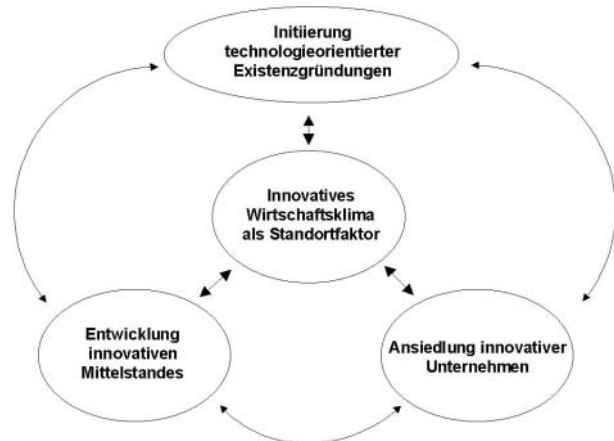 Initiierung
technologieorientierter
Existenzgründungen
Innovatives
Wirtschaftsklima
als Standortfaktor
Entwicklung
innovativen
Mittelstandes
Ansiedlung innovativer
Unternehmen